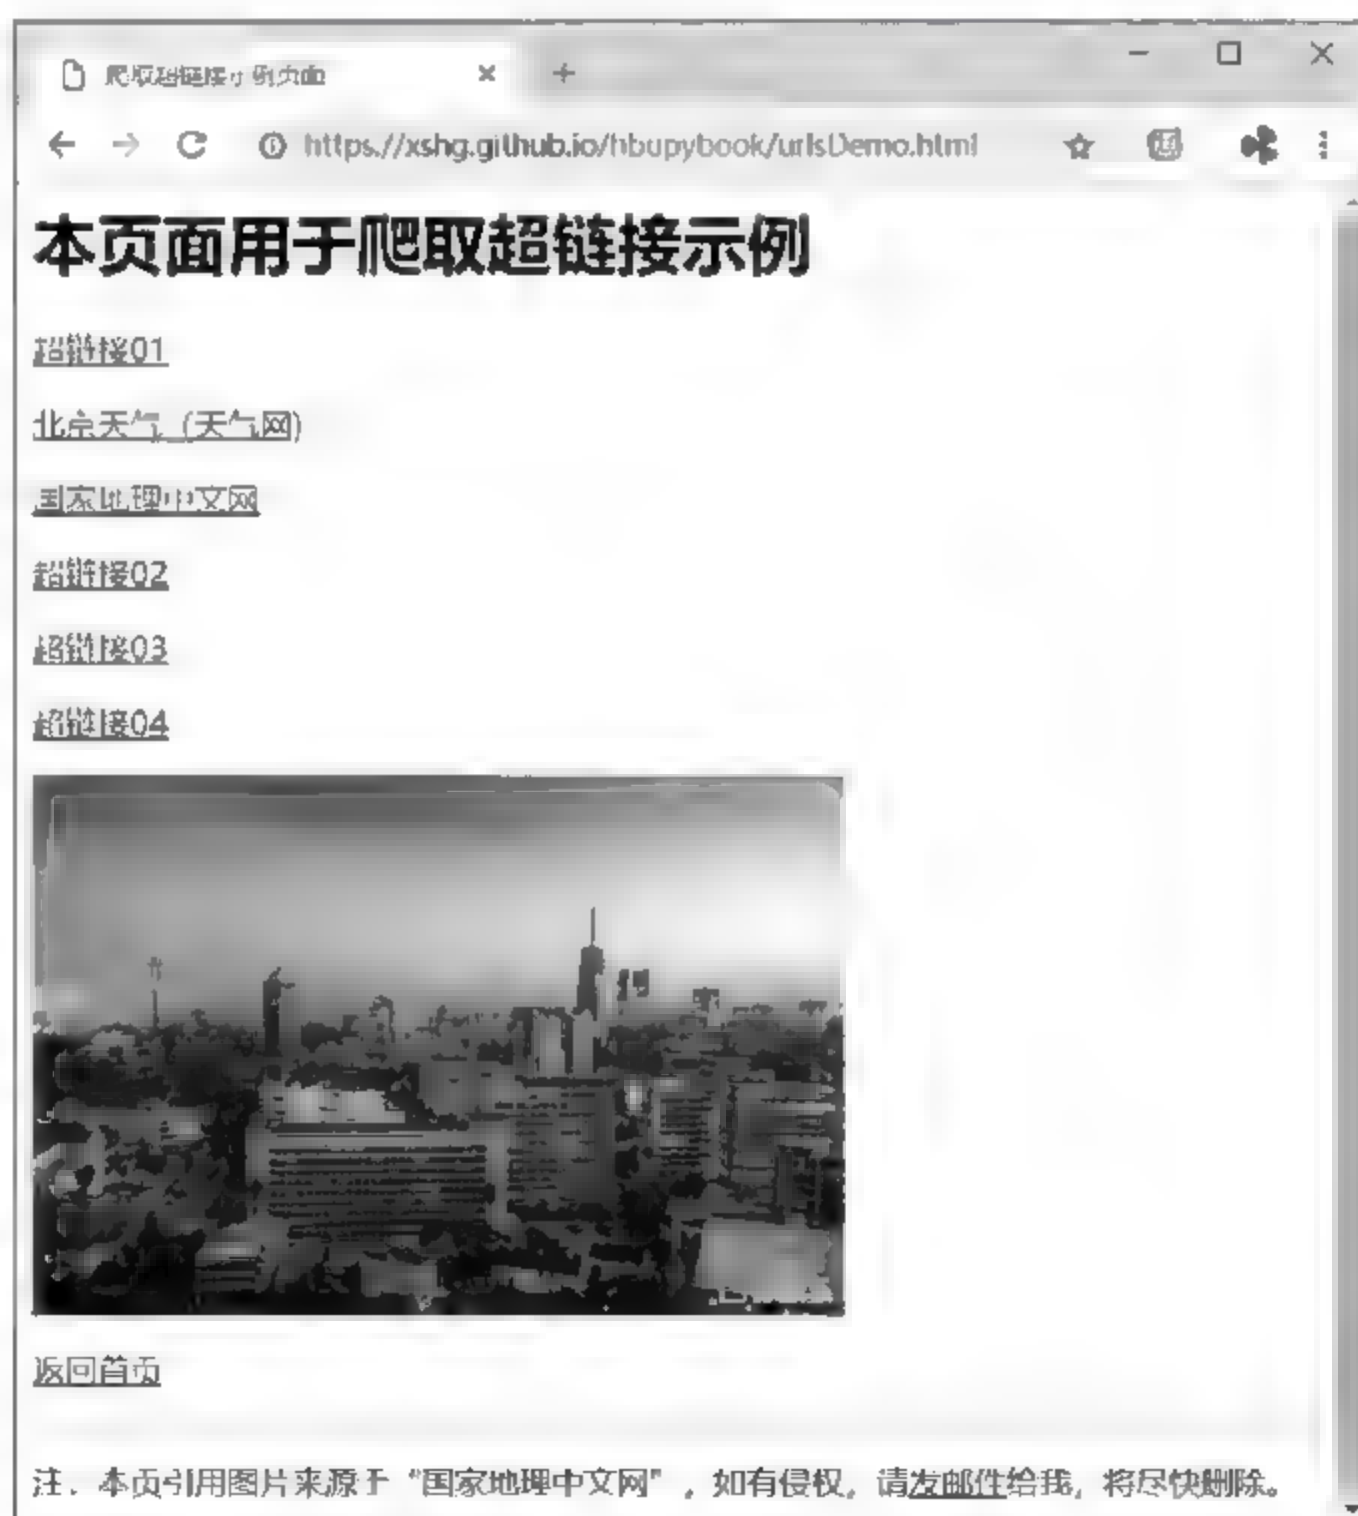 爬取超链接示例页面
https://xshg.github.io/hbupybook/urlsDemo.html
本页面用于爬取超链接示例
超链接01
北京天气 (天气网)
国家地理中文网
超链接02
超链接03
超链接04
返回首页
注：本页引用图片来源于“国家地理中文网”，如有侵权，请发邮件给我，将尽快删除。